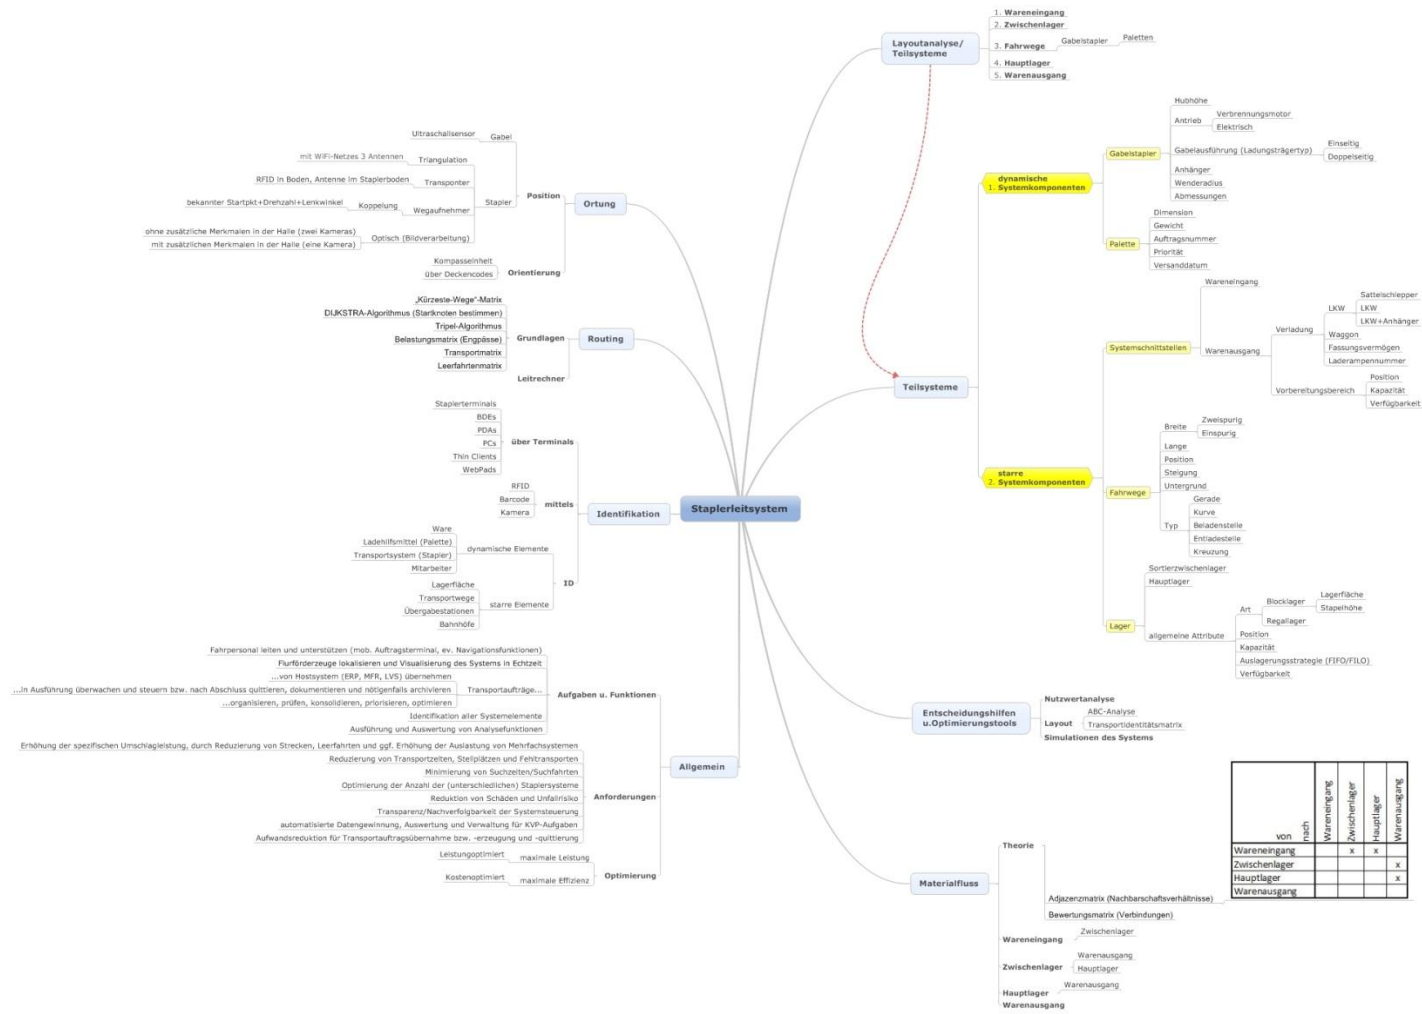 Staplerleitsystem
Layoutanalyse/
Teilsysteme
1. Wareneingang
2. Zwischenlager
3. Fahrwege
Gabelstapler
Paletten
4. Hauptlager
5. Warenausgang
Teilsysteme
dynamische
1. Systemkomponenten
Gabelstapler
Hubhöhe
Antrieb
Verbrennungsmotor
Elektrisch
Gabelausführung (Ladungsträgertyp)
Einseitig
Doppelseitig
Anhänger
Wenderadius
Abmessungen
Palette
Dimension
Gewicht
Auftragsnummer
Priorität
Versanddatum
starre
2. Systemkomponenten
Systemschnittstellen
Wareneingang
Warenausgang
Verladung
LKW
Sattelschlepper
LKW
LKW+Anhänger
Waggon
Fassungsvermögen
Laderampennummer
Vorbereitungsbereich
Position
Kapazität
Verfügbarkeit
Fahrwege
Breite
Zweispurig
Einspurig
Lange
Position
Steigung
Untergrund
Typ
Gerade
Kurve
Beladenstelle
Entladestelle
Kreuzung
Lager
Sortierzwischenlager
Hauptlager
allgemeine Attribute
Art
Blocklager
Lagerfläche
Stapelhöhe
Regallager
Position
Kapazität
Auslagerungsstrategie (FIFO/FILO)
Verfügbarkeit
Entscheidungshilfen
u.Optimierungstools
Nutzwertanalyse
Layout
ABC-Analyse
Transportidentitätsmatrix
Simulationen des Systems
Materialfluss
Theorie
Adjazenzmatrix (Nachbarschaftsverhältnisse)
Bewertungsmatrix (Verbindungen)
Wareneingang
Zwischenlager
Zwischenlager
Warenausgang
Hauptlager
Hauptlager
Warenausgang
Warenausgang
von
nach
Wareneingang
Zwischenlager
Hauptlager
Warenausgang
Wareneingang x x
Zwischenlager x
Hauptlager x
Warenausgang
Ortung
Position
Gabel
Ultraschallsensor
Stapler
Triangulation
mit WiFi-Netzes 3 Antennen
Transponter
RFID in Boden, Antenne im Staplerboden
Wegaufnehmer
Koppelung
bekannter Startpkt+Drehzahl+Lenkwinkel
Optisch (Bildverarbeitung)
ohne zusätzliche Merkmalen in der Halle (zwei Kameras)
mit zusätzlichen Merkmalen in der Halle (eine Kamera)
Orientierung
Kompasseinheit
über Deckencodes
Routing
Grundlagen
„Kürzeste-Wege“-Matrix
DIJKSTRA-Algorithmus (Startknoten bestimmen)
Tripel-Algorithmus
Belastungsmatrix (Engpässe)
Transportmatrix
Leerfahrtenmatrix
Leitrechner
Identifikation
über Terminals
Staplerterminals
BDEs
PDAs
PCs
Thin Clients
WebPads
mittels
RFID
Barcode
Kamera
ID
dynamische Elemente
Ware
Ladehilfsmittel (Palette)
Transportsystem (Stapler)
Mitarbeiter
starre Elemente
Lagerfläche
Transportwege
Übergabestationen
Bahnhöfe
Allgemein
Aufgaben u. Funktionen
Fahrpersonal leiten und unterstützen (mob. Auftragsterminal, ev. Navigationsfunktionen)
Flurförderzeuge lokalisieren und Visualisierung des Systems in Echtzeit
Transportaufträge...
...von Hostsystem (ERP, MFR, LVS) übernehmen
...in Ausführung überwachen und steuern bzw. nach Abschluss quittieren, dokumentieren und nötigenfalls archivieren
...organisieren, prüfen, konsolidieren, priorisieren, optimieren
Identifikation aller Systemelemente
Ausführung und Auswertung von Analysefunktionen
Anforderungen
Erhöhung der spezifischen Umschlagleistung, durch Reduzierung von Strecken, Leerfahrten und ggf. Erhöhung der Auslastung von Mehrfachsystemen
Reduzierung von Transportzeiten, Stellplätzen und Fehltransporten
Minimierung von Suchzeiten/Suchfahrten
Optimierung der Anzahl der (unterschiedlichen) Staplersysteme
Reduktion von Schäden und Unfallrisiko
Transparenz/Nachverfolgbarkeit der Systemsteuerung
automatisierte Datengewinnung, Auswertung und Verwaltung für KVP-Aufgaben
Aufwandsreduktion für Transportauftragsübernahme bzw. -erzeugung und -quittierung
Optimierung
maximale Leistung
Leistungoptimiert
maximale Effizienz
Kostenoptimiert